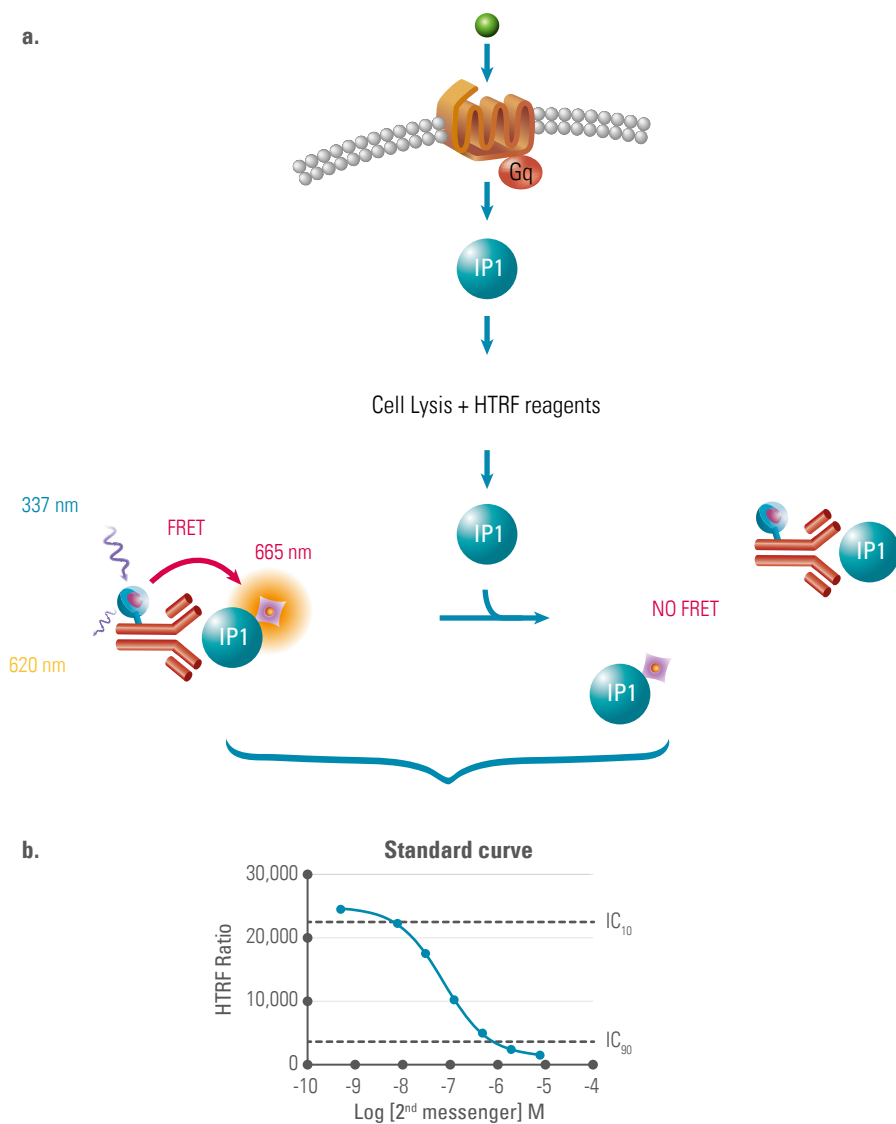 a.
Gq
IP1
Cell Lysis + HTRF reagents
337 nm
FRET
665 nm
IP1
620 nm
IP1
NO FRET
IP1
IP1
b.
Standard curve
30,000
20,000
10,000
0
HTRF Ratio
IC10
IC90
-10 -9 -8 -7 -6 -5 -4
Log [2nd messenger] M